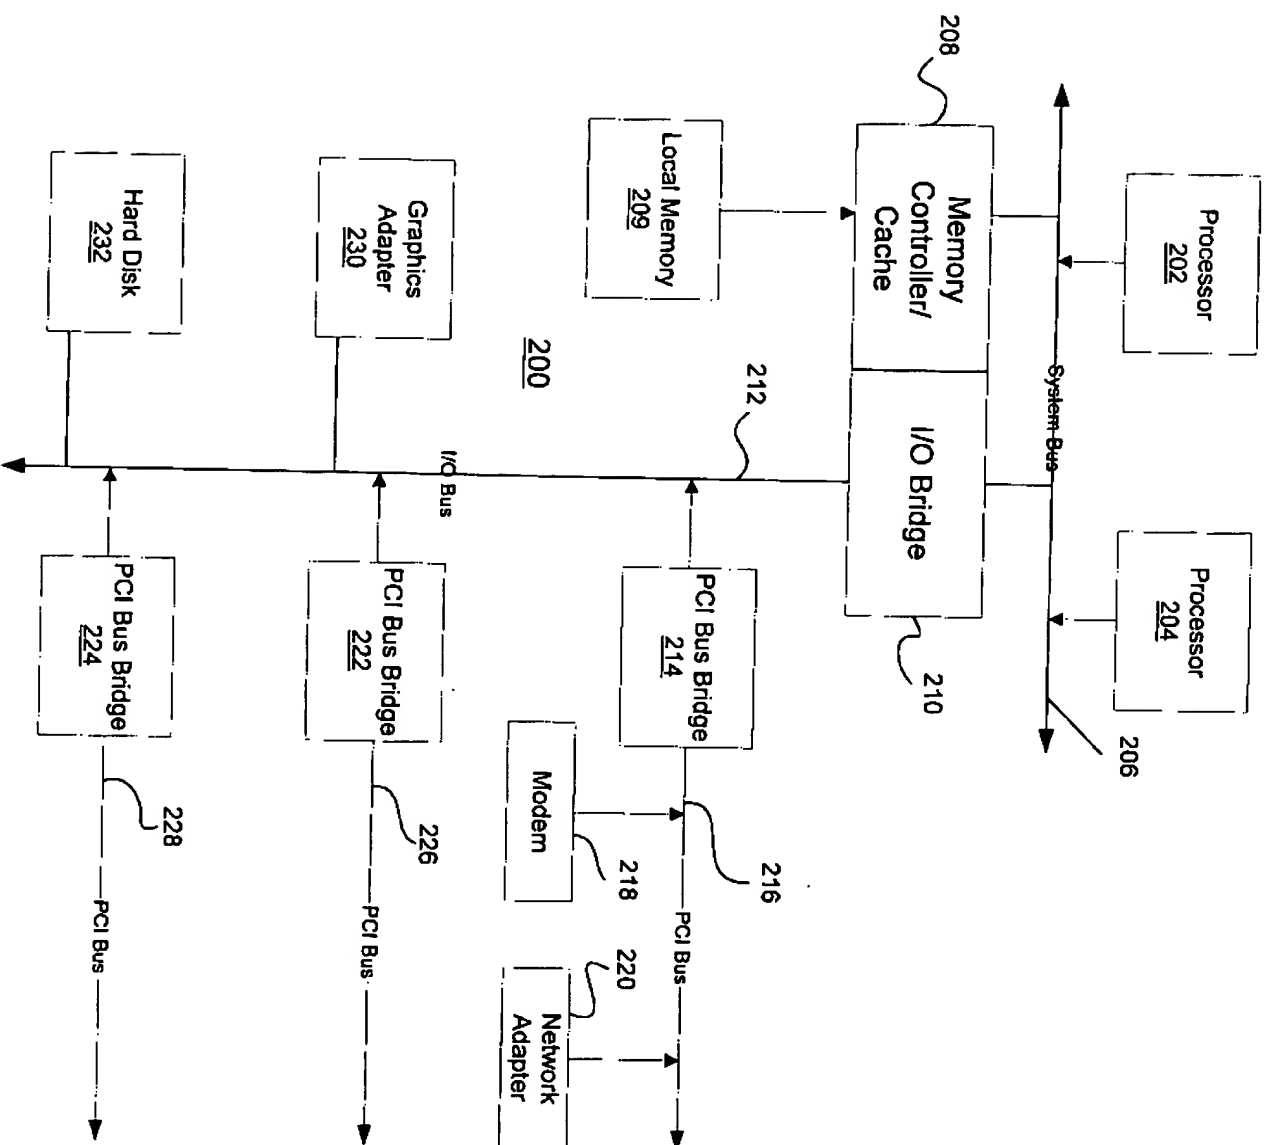 Processor
202
Processor
204
206
System Bus
208
Memory
Controller/
Cache
I/O Bridge
210
Local Memory
209
212
200
I/O Bus
PCI Bus Bridge
214
216
PCI Bus
Modem
218
Network
Adapter
220
Graphics
Adapter
230
PCI Bus Bridge
222
226
PCI Bus
Hard Disk
232
PCI Bus Bridge
224
228
PCI Bus